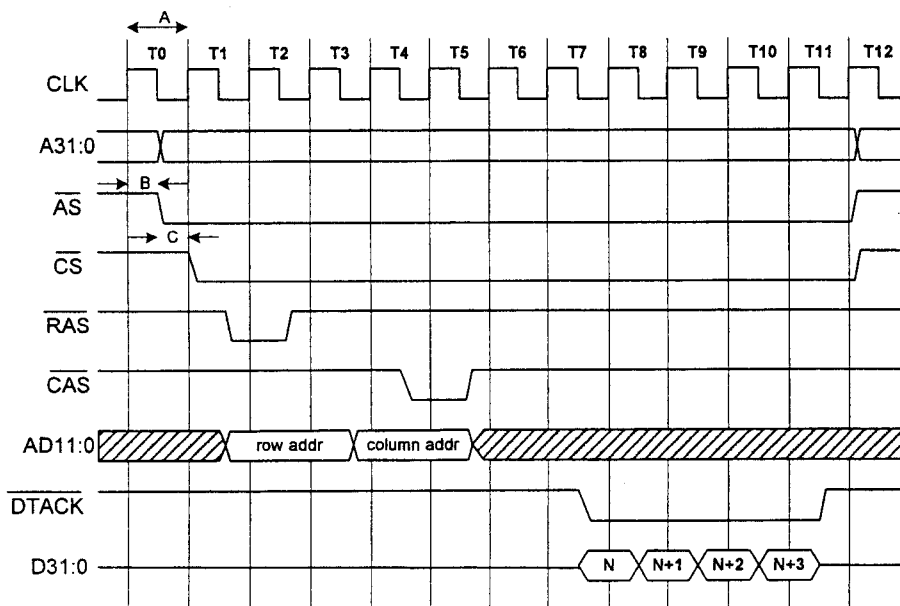 A
T0 T1 T2 T3 T4 T5 T6 T7 T8 T9 T10 T11 T12
CLK
A31:0
B
AS
C
CS
RAS
CAS
AD11:0 row addr column addr
DTACK
D31:0 N N+1 N+2 N+3